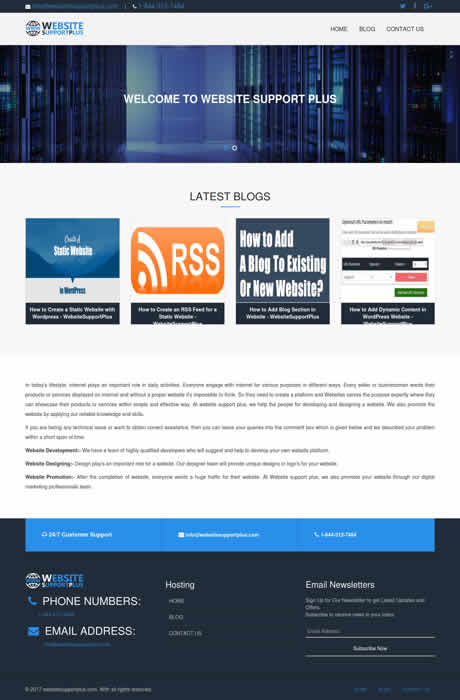 info@websitesupportplus.com | 1-844-313-7484
WEBSITE
SUPPORTPLUS
HOME BLOG CONTACT US
WELCOME TO WEBSITE SUPPORT PLUS
LATEST BLOGS
Create A
Static Website
in WordPress
How to Create a Static Website with
Wordpress - WebsiteSupportPlus
RSS
How to Create an RSS Feed for a
Static Website -
WebsiteSupportPlus
How to Add
A Blog To Existing
Or New Website?
How to Add Blog Section in
Website - WebsiteSupportPlus
How to Add Dynamic Content in
WordPress Website -
WebsiteSupportPlus
In today's lifestyle, internet plays an important role in daily activities. Everyone engage with internet for various purposes in different ways. Every seller or businessmen wants their
products or services displayed on internet and without a proper website it's impossible to think. So they need to create a platform and Websites serves the purpose expertly where they
can showcase their products or services within simple and effective way. At website support plus, we help the people for developing and designing a website. We also promote the
website by applying our reliable knowledge and skills.
If you are facing any technical issue or want to obtain correct assistance, then you can leave your queries into the comment box which is given below and we described your problem
within a short span of time.
Website Development:- We have a team of highly qualified developers who will suggest and help to develop your own website platform.
Website Designing:- Design play's an important role for a website. Our designer team will provide unique designs or logo's for your website.
Website Promotion:- After the completion of website, everyone wants a huge traffic for their website. At Website support plus, we also promote your website through our digital
marketing professionals team.
24/7 Customer Support info@websitesupportplus.com 1-844-313-7484
WEBSITE
SUPPORTPLUS
PHONE NUMBERS:
1-844-313-7484
EMAIL ADDRESS:
info@websitesupportplus.com
Hosting
HOME
BLOG
CONTACT US
Email Newsletters
Sign Up for Our Newsletter to get Latest Updates and
Offers.
Subscribe to receive news in your inbox.
Email Address
Subscribe Now
© 2017 websitesupportplus.com. With all rights reserved.
HOME BLOG CONTACT US